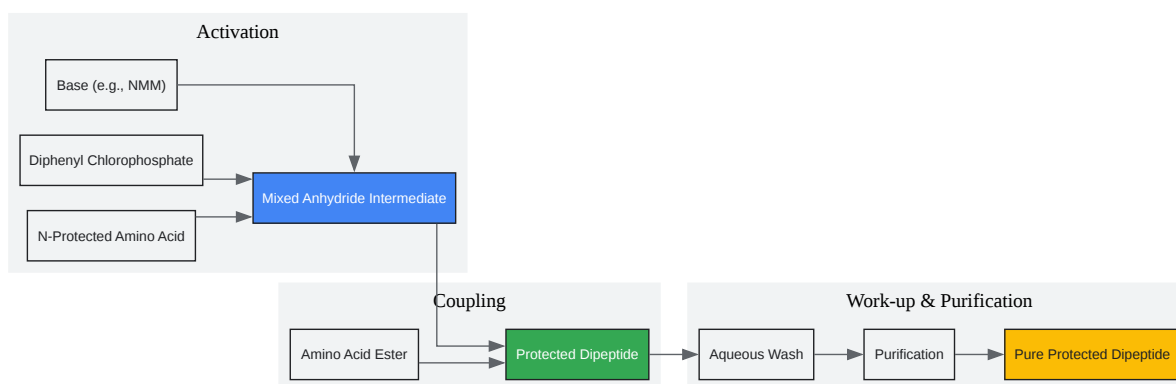 Activation
Base (e.g., NMM)
Diphenyl Chlorophosphate
Mixed Anhydride Intermediate
N-Protected Amino Acid
Coupling
Work-up & Purification
Amino Acid Ester
Protected Dipeptide
Aqueous Wash
Purification
Pure Protected Dipeptide